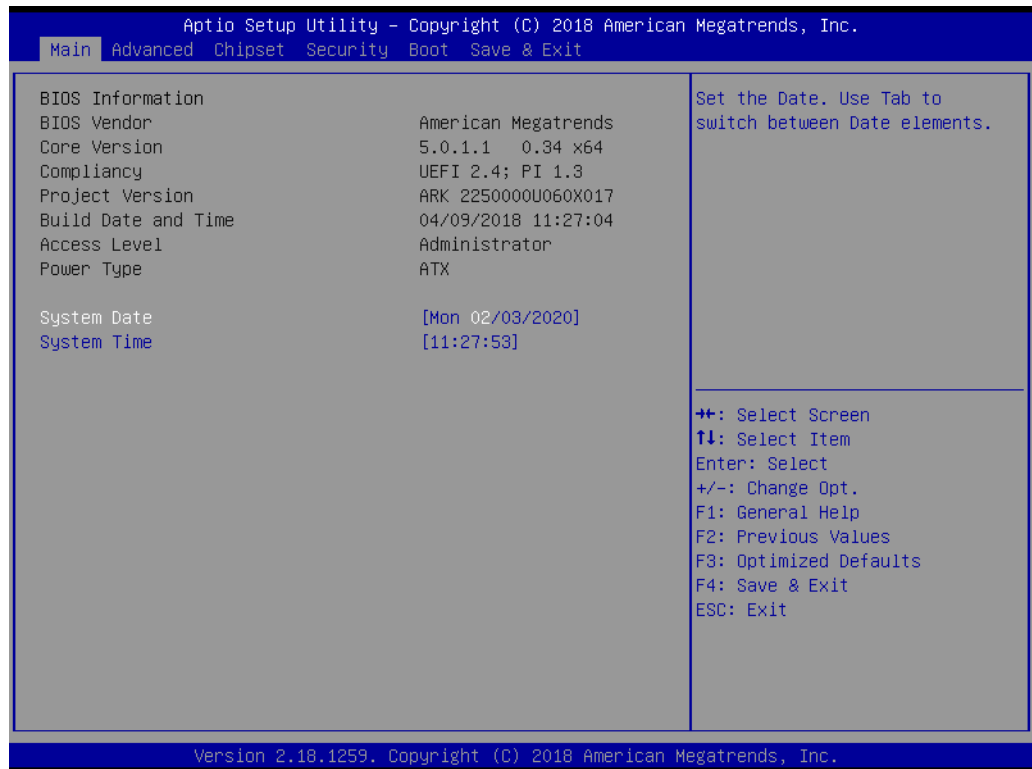 Aptio Setup Utility – Copyright (C) 2018 American Megatrends, Inc.
Main Advanced Chipset Security Boot Save & Exit
BIOS Information
BIOS Vendor American Megatrends
Core Version 5.0.1.1 0.34 x64
Compliancy UEFI 2.4; PI 1.3
Project Version ARK 2250000U060X017
Build Date and Time 04/09/2018 11:27:04
Access Level Administrator
Power Type ATX
System Date [Mon 02/03/2020]
System Time [11:27:53]
Set the Date. Use Tab to
switch between Date elements.
→←: Select Screen
↑↓: Select Item
Enter: Select
+/-: Change Opt.
F1: General Help
F2: Previous Values
F3: Optimized Defaults
F4: Save & Exit
ESC: Exit
Version 2.18.1259. Copyright (C) 2018 American Megatrends, Inc.